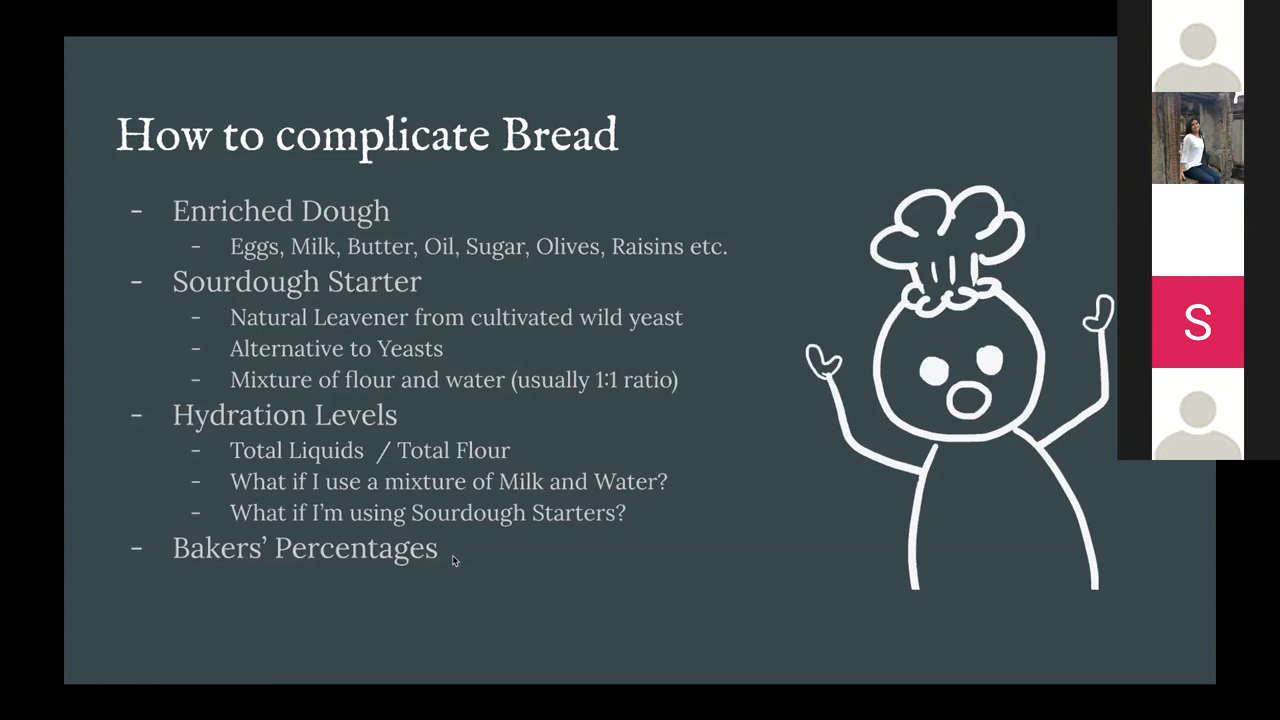 How to complicate Bread
- Enriched Dough
- Eggs, Milk, Butter, Oil, Sugar, Olives, Raisins etc.
- Sourdough Starter
- Natural Leavener from cultivated wild yeast
- Alternative to Yeasts
- Mixture of flour and water (usually 1:1 ratio)
- Hydration Levels
- Total Liquids / Total Flour
- What if I use a mixture of Milk and Water?
- What if I'm using Sourdough Starters?
- Bakers' Percentages
S